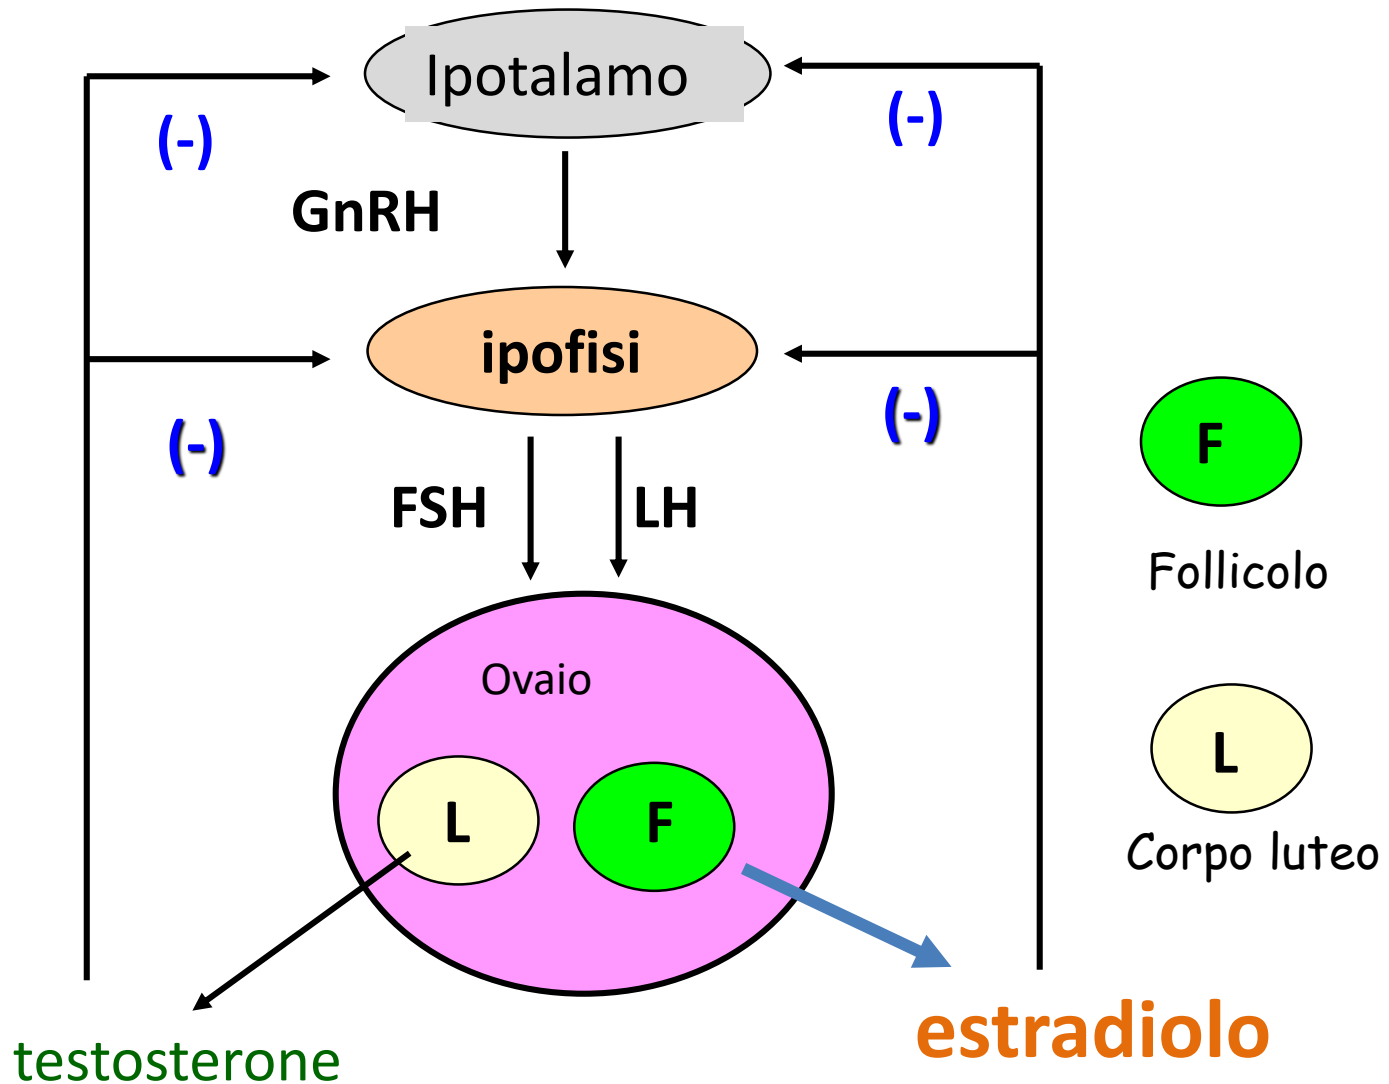 Ipotalamo
(-)
(-)
GnRH
ipofisi
(-)
(-)
F
FSH
LH
Follicolo
Ovaio
L
L
F
Corpo luteo
estradiolo
testosterone